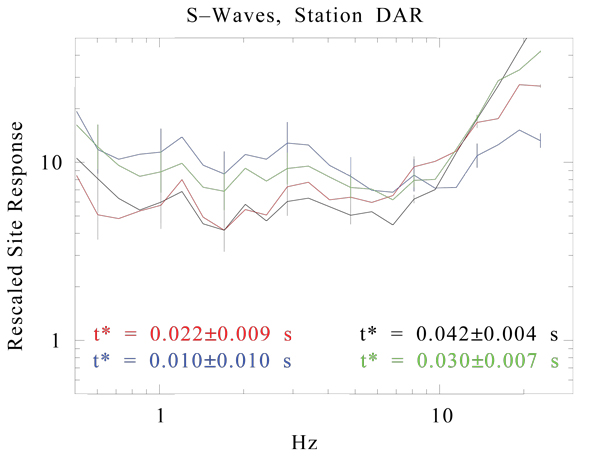 S–Waves, Station DAR
Rescaled Site Response
10
1
t* = 0.022±0.009 s
t* = 0.042±0.004 s
t* = 0.010±0.010 s
t* = 0.030±0.007 s
1
10
Hz